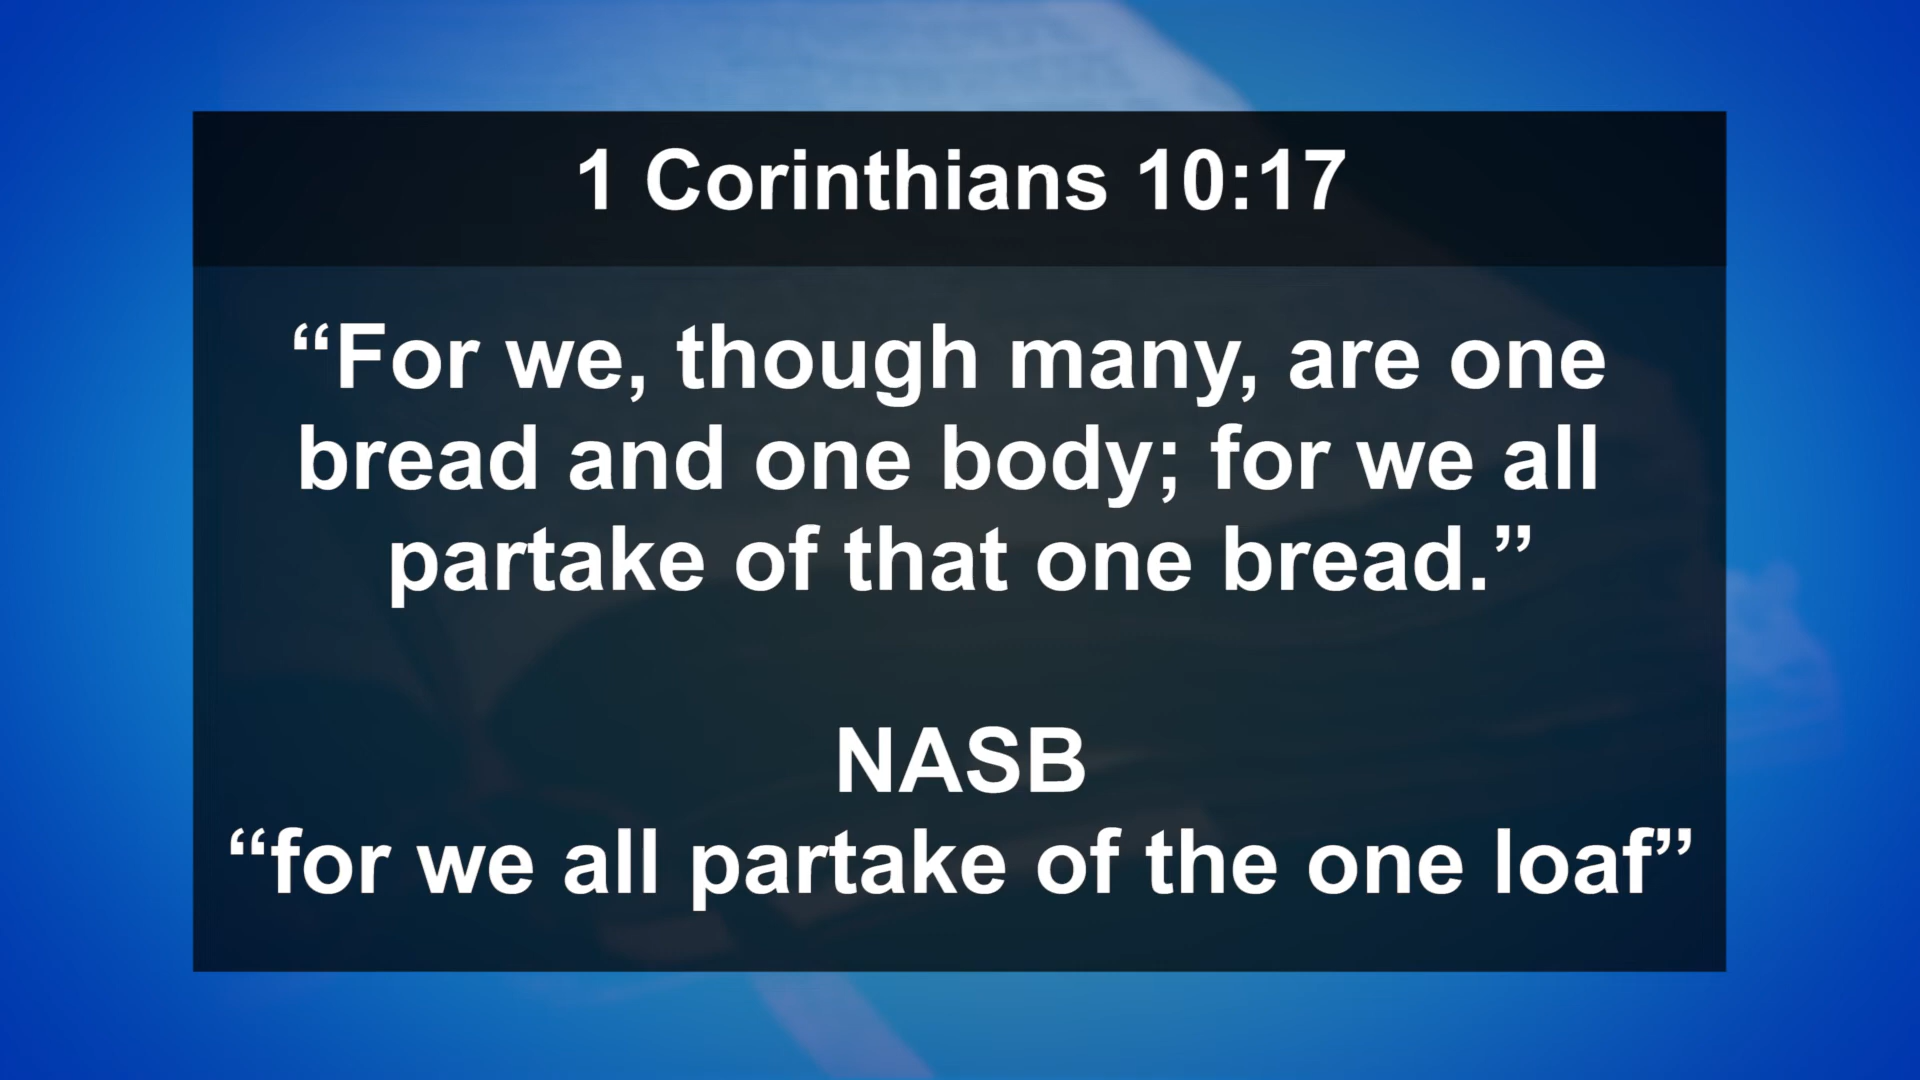 1 Corinthians 10:17
“For we, though many, are one
bread and one body; for we all
partake of that one bread.”
NASB
“for we all partake of the one loaf”